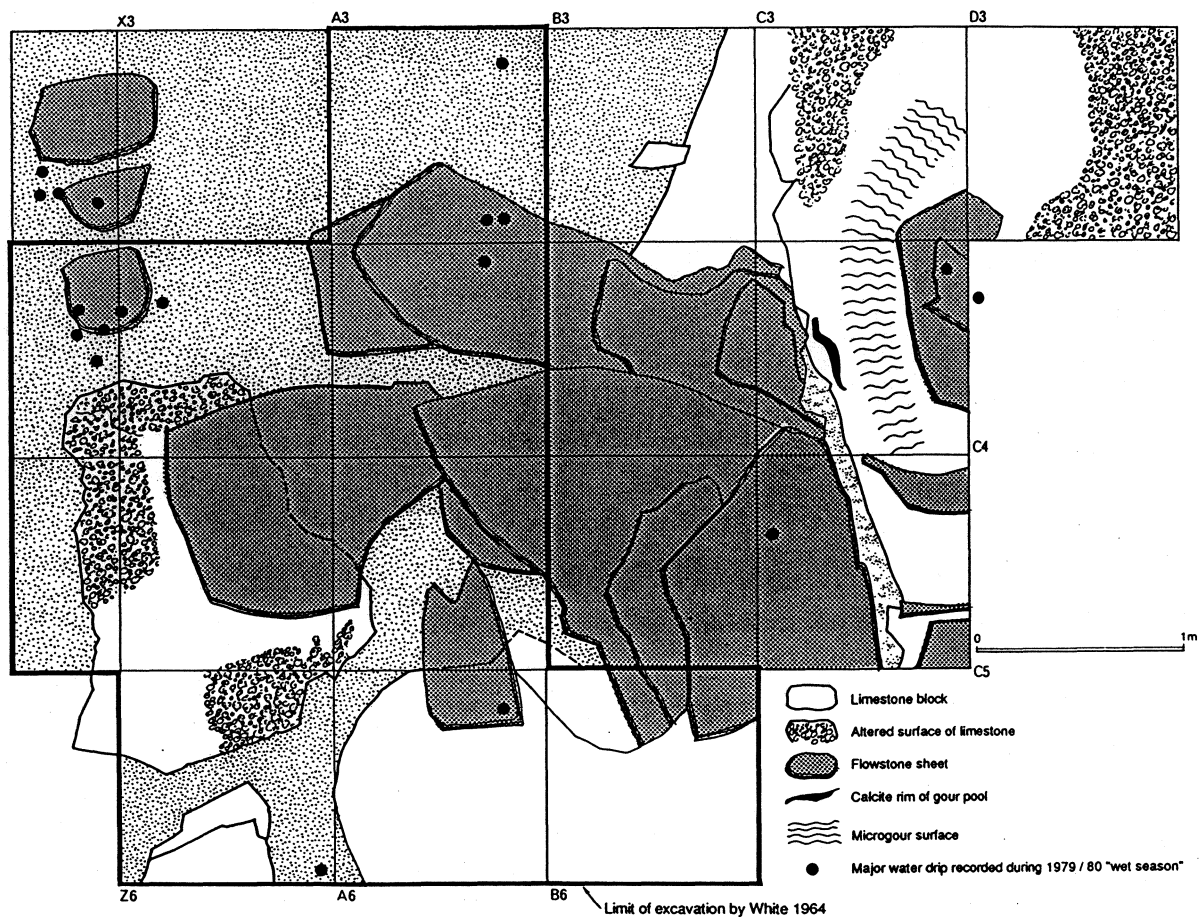 X3 A3 B3 C3 D3
C4
0 1m
C5
Limestone block
Altered surface of limestone
Flowstone sheet
Calcite rim of gour pool
Microgour surface
Major water drip recorded during 1979 / 80 "wet season"
Z6 A6 B6
Limit of excavation by White 1964